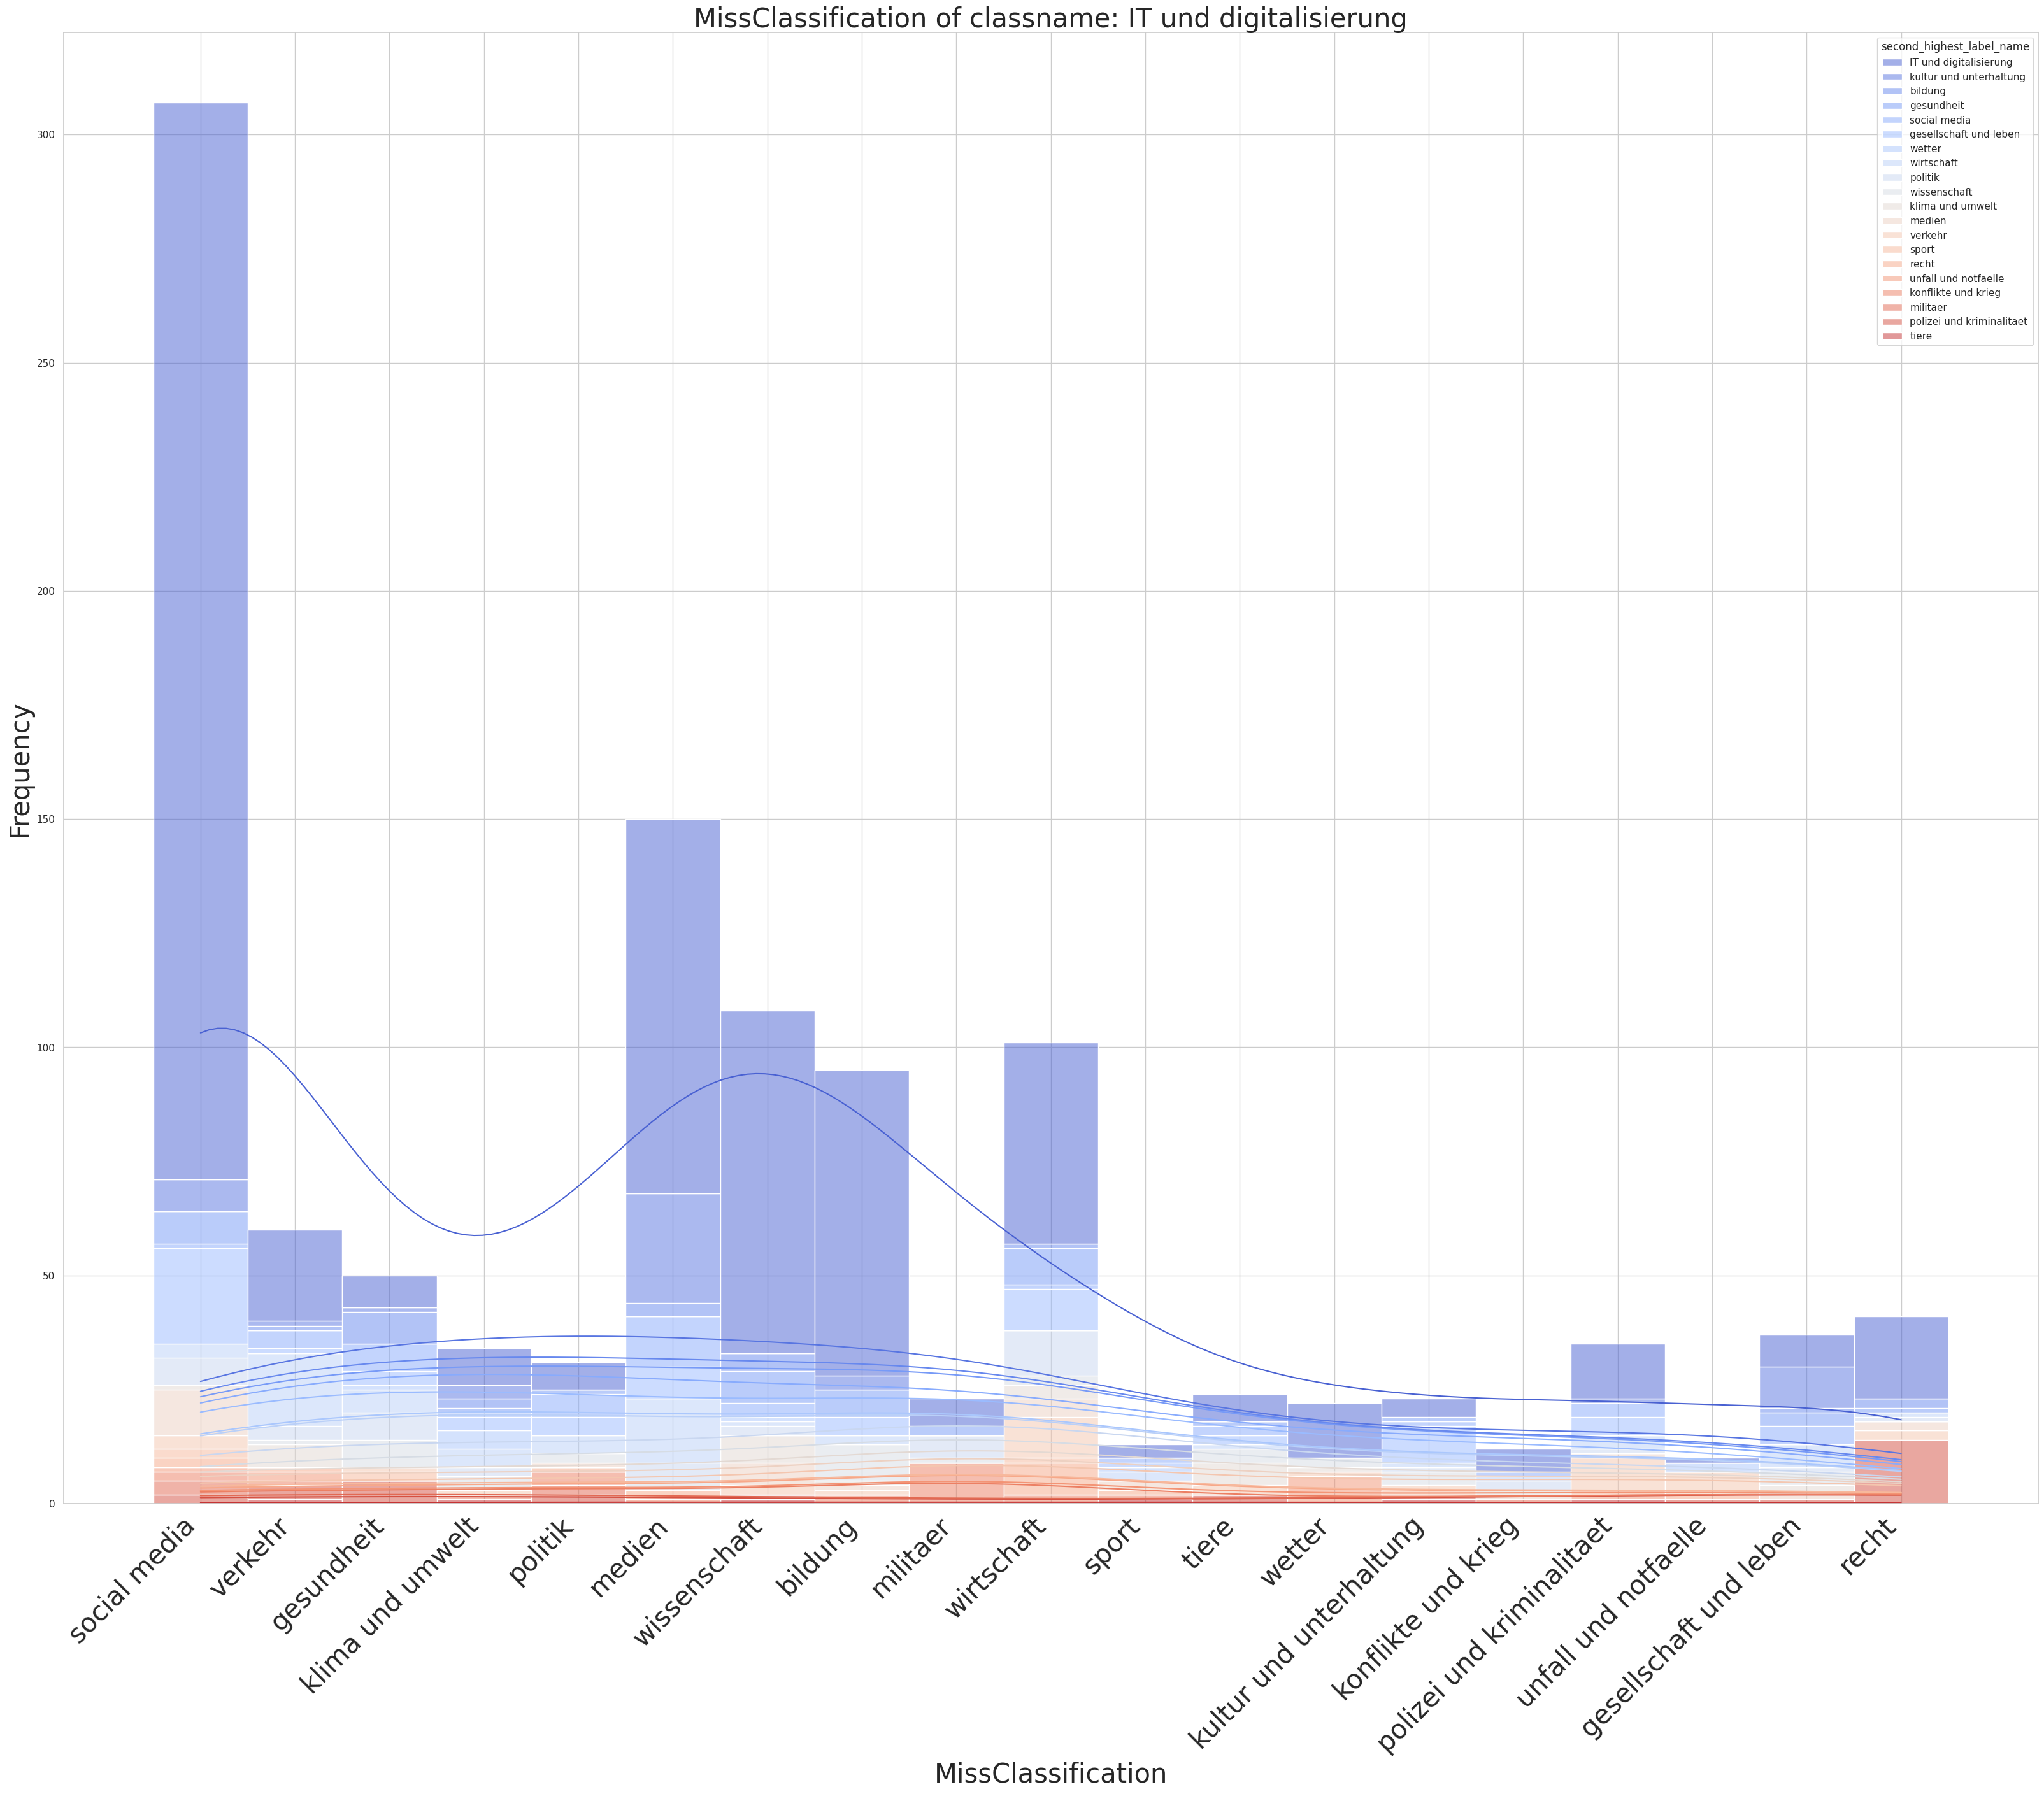 MissClassification of classname: IT und digitalisierung
second_highest_label_name
IT und digitalisierung
kultur und unterhaltung
bildung
gesundheit
social media
gesellschaft und leben
wetter
wirtschaft
politik
wissenschaft
klima und umwelt
medien
verkehr
sport
recht
unfall und notfaelle
konflikte und krieg
militaer
polizei und kriminalitaet
tiere
Frequency
300
250
200
150
100
50
0
social media
verkehr
gesundheit
klima und umwelt
politik
medien
wissenschaft
bildung
militaer
wirtschaft
sport
tiere
wetter
kultur und unterhaltung
konflikte und krieg
polizei und kriminalitaet
unfall und notfaelle
gesellschaft und leben
recht
MissClassification